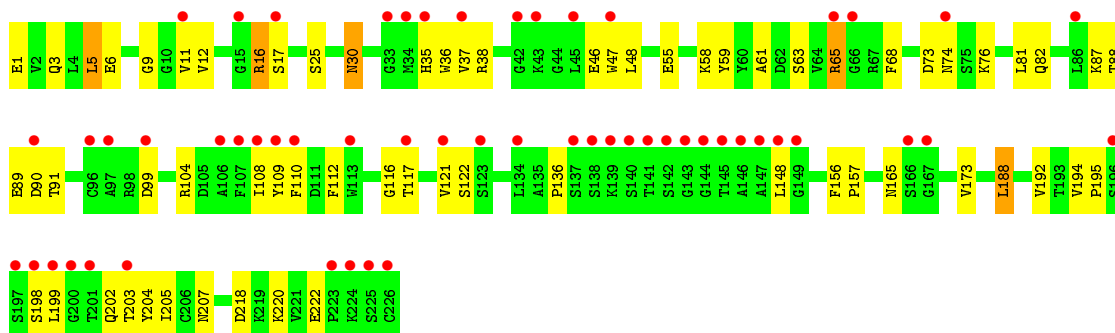 E1 V2 Q3 L4 L5 E6 G9 G10 V11 V12 G15 R16 S17 S25 N30 G33 M34 H35 W36 V37 R38 G42 K43 G44 L45 E46 W47 L48 E55 K58 Y59 Y60 A61 D62 S63 V64 R65 G66 R67 F68 D73 N74 S75 K76 L81 Q82 L86 K87 T88
E89 D90 T91 C96 A97 R98 D99 R104 D105 A106 F107 I108 Y109 F110 D111 F112 W113 G116 T117 V121 S122 S123 L134 A135 P136 S137 S138 K139 S140 T141 S142 G143 G144 T145 A146 A147 L148 G149 F156 P157 N165 S166 G167 V173 L188 V192 T193 V194 P195 S196
S197 S198 L199 G200 T201 Q202 T203 Y204 I205 C206 N207 D218 K219 K220 V221 E222 P223 K224 S225 C226